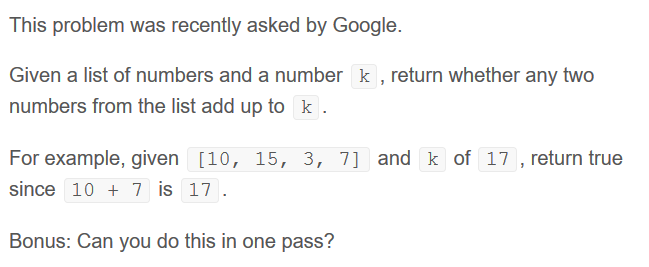 This problem was recently asked by Google.
Given a list of numbers and a number k, return whether any two
numbers from the list add up to k.
For example, given [10, 15, 3, 7] and k of 17, return true
since 10 + 7 is 17.
Bonus: Can you do this in one pass?